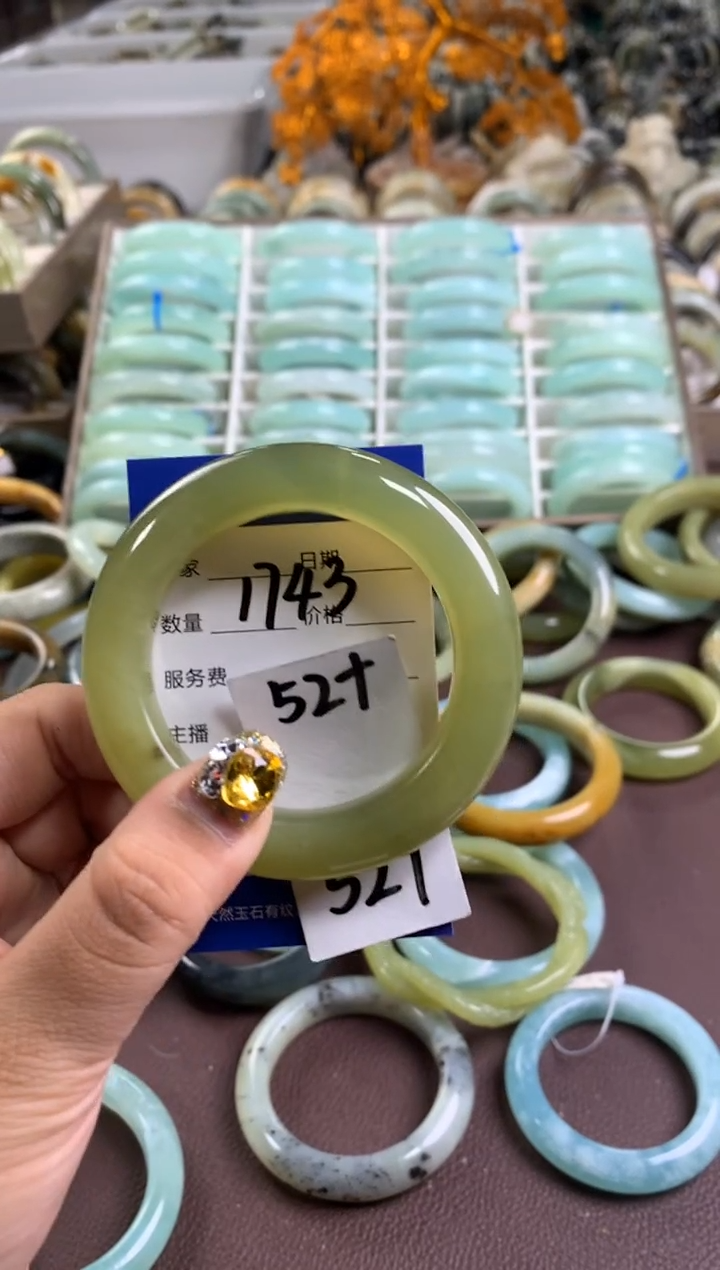 家 日期
1743
数量 价格
服务费
52+
主播
521
天然玉石有纹